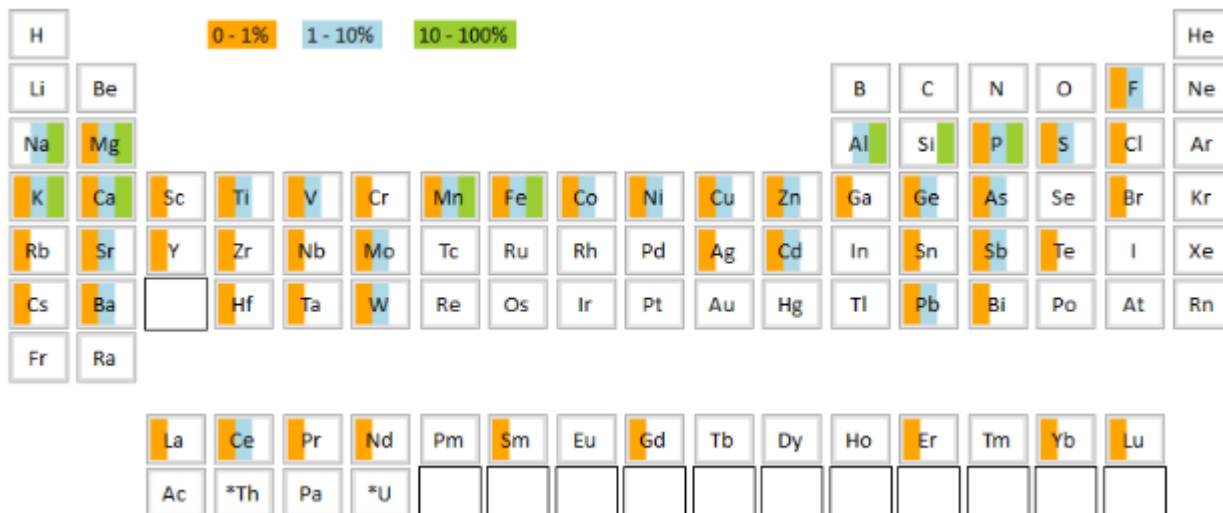 H 0 - 1% 1 - 10% 10 - 100% He
Li Be B C N O F Ne
Na Mg Al Si P S Cl Ar
K Ca Sc Ti V Cr Mn Fe Co Ni Cu Zn Ga Ge As Se Br Kr
Rb Sr Y Zr Nb Mo Tc Ru Rh Pd Ag Cd In Sn Sb Te I Xe
Cs Ba Hf Ta W Re Os Ir Pt Au Hg Tl Pb Bi Po At Rn
Fr Ra
La Ce Pr Nd Pm Sm Eu Gd Tb Dy Ho Er Tm Yb Lu
Ac *Th Pa *U